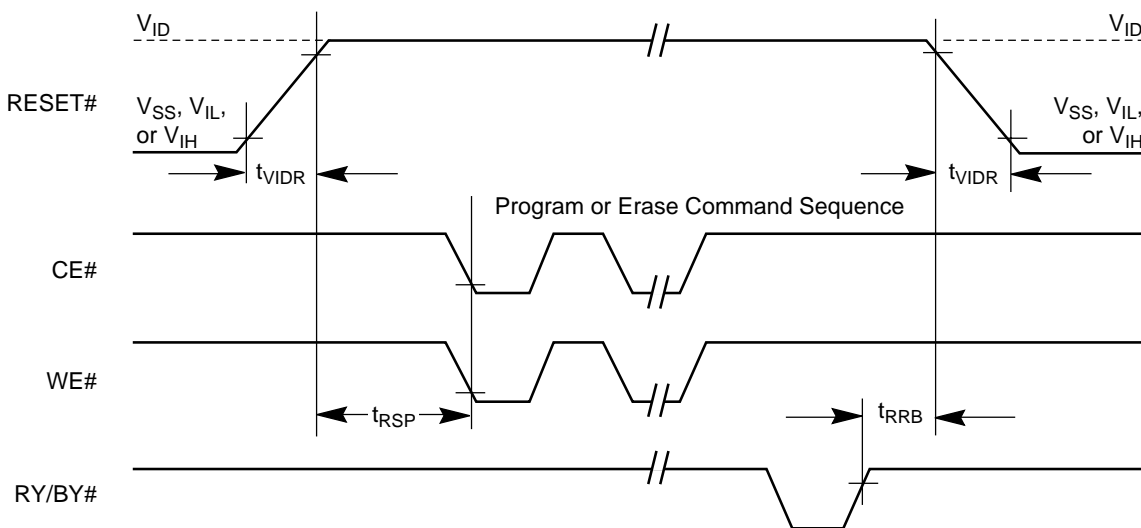 VID
VID
RESET#
VSS, VIL,
or VIH
VSS, VIL,
or VIH
tVIDR
tVIDR
Program or Erase Command Sequence
CE#
WE#
tRSP
tRRB
RY/BY#